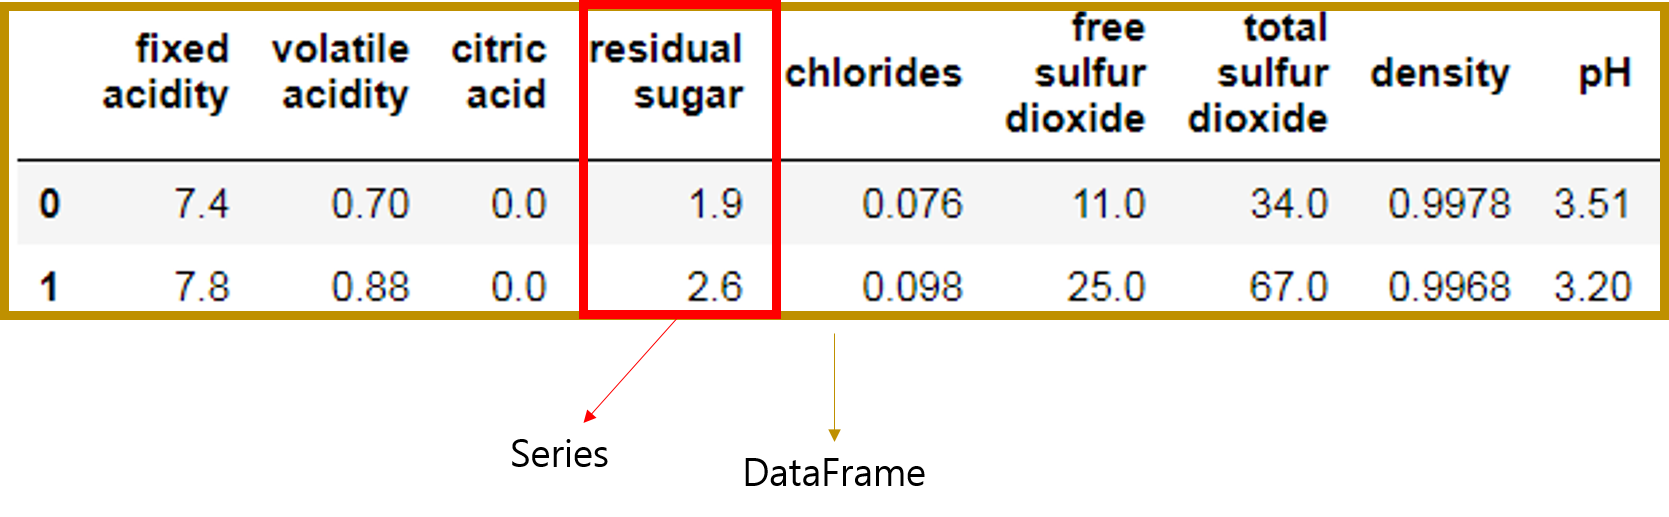 fixed acidity volatile acidity citric acid residual sugar chlorides free sulfur dioxide total sulfur dioxide density pH
0 7.4 0.70 0.0 1.9 0.076 11.0 34.0 0.9978 3.51
1 7.8 0.88 0.0 2.6 0.098 25.0 67.0 0.9968 3.20
Series
DataFrame